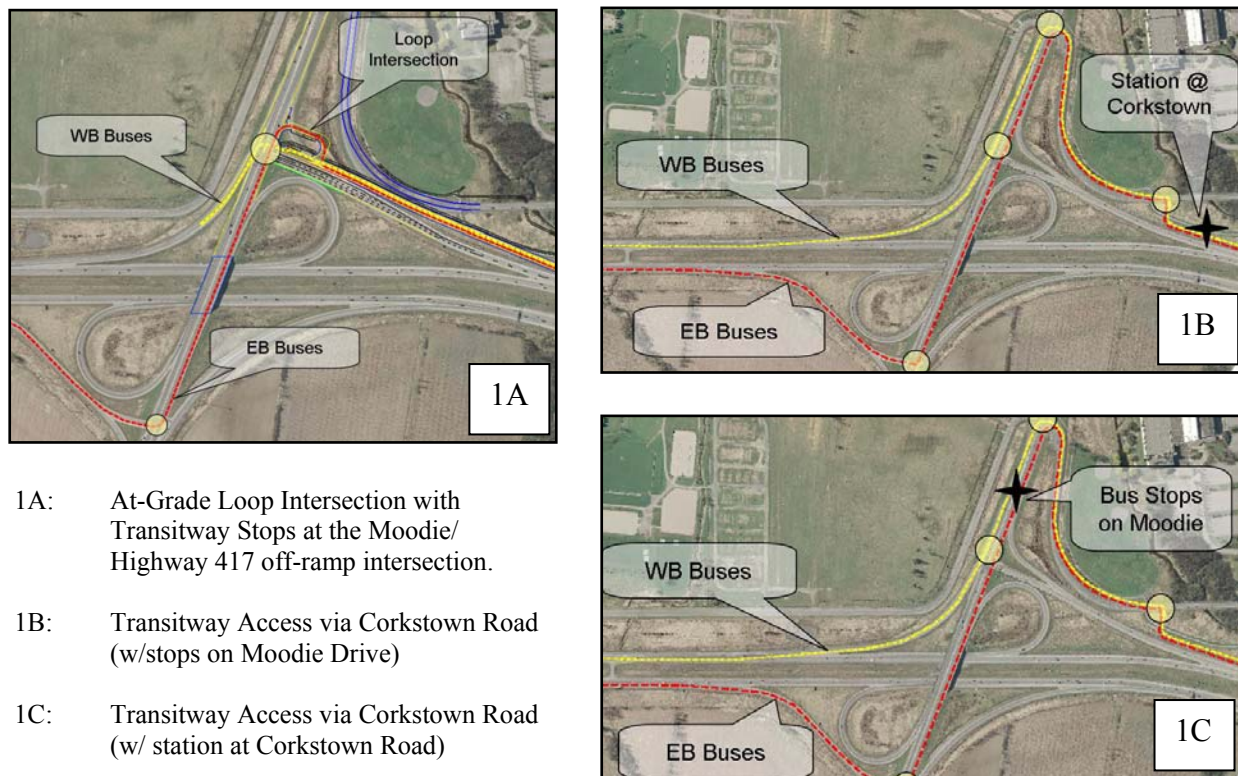 Loop
Intersection
WB Buses
EB Buses
1A
Station @
Corkstown
WB Buses
EB Buses
1B
1A: At-Grade Loop Intersection with
Transitway Stops at the Moodie/
Highway 417 off-ramp intersection.
1B: Transitway Access via Corkstown Road
(w/stops on Moodie Drive)
1C: Transitway Access via Corkstown Road
(w/ station at Corkstown Road)
Bus Stops
on Moodie
WB Buses
EB Buses
1C